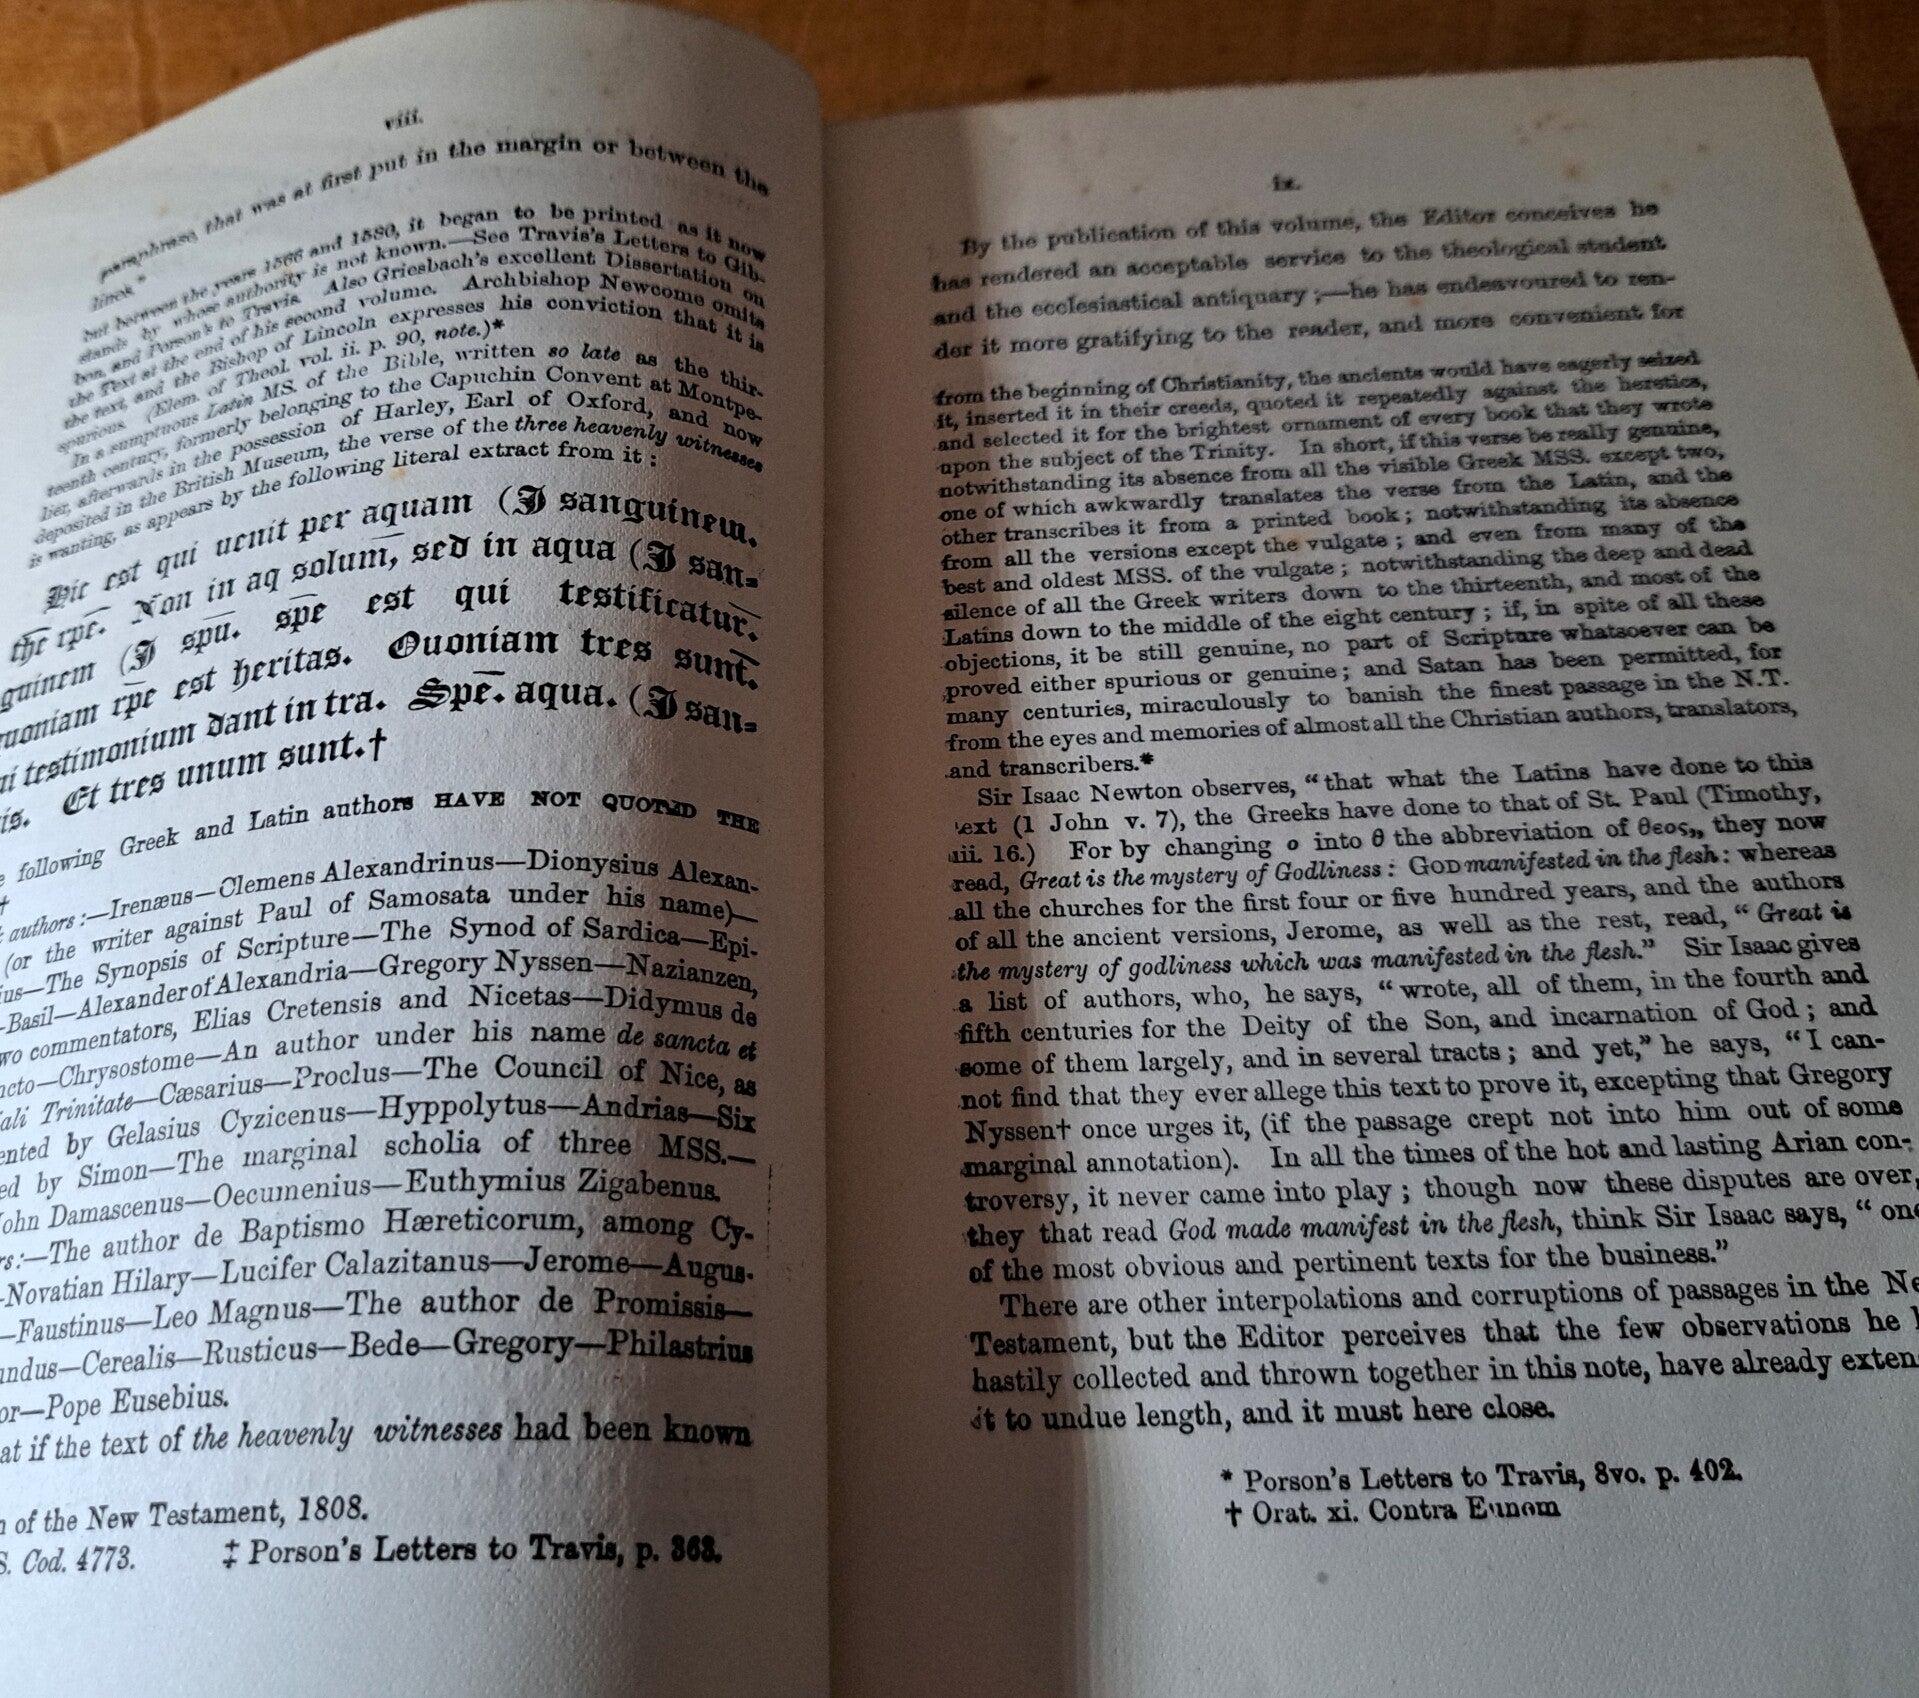 viii.
paraphrase that was at first put in the margin or between the
lines *
but between the years 1566 and 1580, it began to be printed as it now
stands by whose authority is not known.—See Travis's Letters to Gib-
bon and Porson's to Travis. Also Griesbach's excellent Dissertation on
the Text at the end of his second volume. Archbishop Newcome omits
the text, and the Bishop of Lincoln expresses his conviction that it is
spurious. (Elem. of Theol. vol. ii. p. 90, note.)*
In a sumptuous Latin MS. of the Bible, written so late as the thir-
teenth century, formerly belonging to the Capuchin Convent at Montpe-
lier, afterwards in the possession of Harley, Earl of Oxford, and now
deposited in the British Museum, the verse of the three heavenly witnesses
is wanting, as appears by the following literal extract from it :
Hic est qui uenit per aquam (I sanguinem.
Non in aq solum̅, sed in aqua (I san=
guinem (I spū. spe̅ est qui testificatur̅.
uoniam rpe̅ est heritas. Quoniam tres sunt̅.
ui testimonium dant in tra. Spe̅. aqua. (I san=
is. Et tres unum sunt.†
following Greek and Latin authors HAVE NOT QUOTED THE
†
authors :—Irenæus—Clemens Alexandrinus—Dionysius Alexan-
(or the writer against Paul of Samosata under his name)—
ius—The Synopsis of Scripture—The Synod of Sardica—Epi-
-Basil—Alexander of Alexandria—Gregory Nyssen—Nazianzen,
wo commentators, Elias Cretensis and Nicetas—Didymus de
ncto—Chrysostome—An author under his name de sancta et
ali Trinitate—Cæsarius—Proclus—The Council of Nice, as
ented by Gelasius Cyzicenus—Hyppolytus—Andrias—Six
ed by Simon—The marginal scholia of three MSS.—
John Damascenus—Oecumenius—Euthymius Zigabenus.
rs:—The author de Baptismo Hæreticorum, among Cy-
-Novatian Hilary—Lucifer Calazitanus—Jerome—Augus-
—Faustinus—Leo Magnus—The author de Promissis—
undus—Cerealis—Rusticus—Bede—Gregory—Philastrius
or—Pope Eusebius.
at if the text of the heavenly witnesses had been known
n of the New Testament, 1808.
S. Cod. 4773. ‡ Porson's Letters to Travis, p. 363.
ix.
By the publication of this volume, the Editor conceives he
has rendered an acceptable service to the theological student
and the ecclesiastical antiquary ;—he has endeavoured to ren-
der it more gratifying to the reader, and more convenient for
from the beginning of Christianity, the ancients would have eagerly seized
it, inserted it in their creeds, quoted it repeatedly against the heretics,
and selected it for the brightest ornament of every book that they wrote
upon the subject of the Trinity. In short, if this verse be really genuine,
notwithstanding its absence from all the visible Greek MSS. except two,
one of which awkwardly translates the verse from the Latin, and the
other transcribes it from a printed book ; notwithstanding its absence
from all the versions except the vulgate ; and even from many of the
best and oldest MSS. of the vulgate ; notwithstanding the deep and dead
silence of all the Greek writers down to the thirteenth, and most of the
Latins down to the middle of the eight century ; if, in spite of all these
objections, it be still genuine, no part of Scripture whatsoever can be
proved either spurious or genuine ; and Satan has been permitted, for
many centuries, miraculously to banish the finest passage in the N.T.
from the eyes and memories of almost all the Christian authors, translators,
and transcribers.*
Sir Isaac Newton observes, "that what the Latins have done to this
text (1 John v. 7), the Greeks have done to that of St. Paul (Timothy,
iii. 16.) For by changing o into θ the abbreviation of θεος,, they now
read, Great is the mystery of Godliness : GOD manifested in the flesh : whereas
all the churches for the first four or five hundred years, and the authors
of all the ancient versions, Jerome, as well as the rest, read, "Great is
the mystery of godliness which was manifested in the flesh." Sir Isaac gives
a list of authors, who, he says, "wrote, all of them, in the fourth and
fifth centuries for the Deity of the Son, and incarnation of God ; and
some of them largely, and in several tracts ; and yet," he says, "I can-
not find that they ever allege this text to prove it, excepting that Gregory
Nyssen† once urges it, (if the passage crept not into him out of some
marginal annotation). In all the times of the hot and lasting Arian con-
troversy, it never came into play ; though now these disputes are over,
they that read God made manifest in the flesh, think Sir Isaac says, "one
of the most obvious and pertinent texts for the business."
There are other interpolations and corruptions of passages in the Ne
Testament, but the Editor perceives that the few observations he
hastily collected and thrown together in this note, have already exten
it to undue length, and it must here close.
* Porson's Letters to Travis, 8vo. p. 402.
† Orat. xi. Contra Eunom